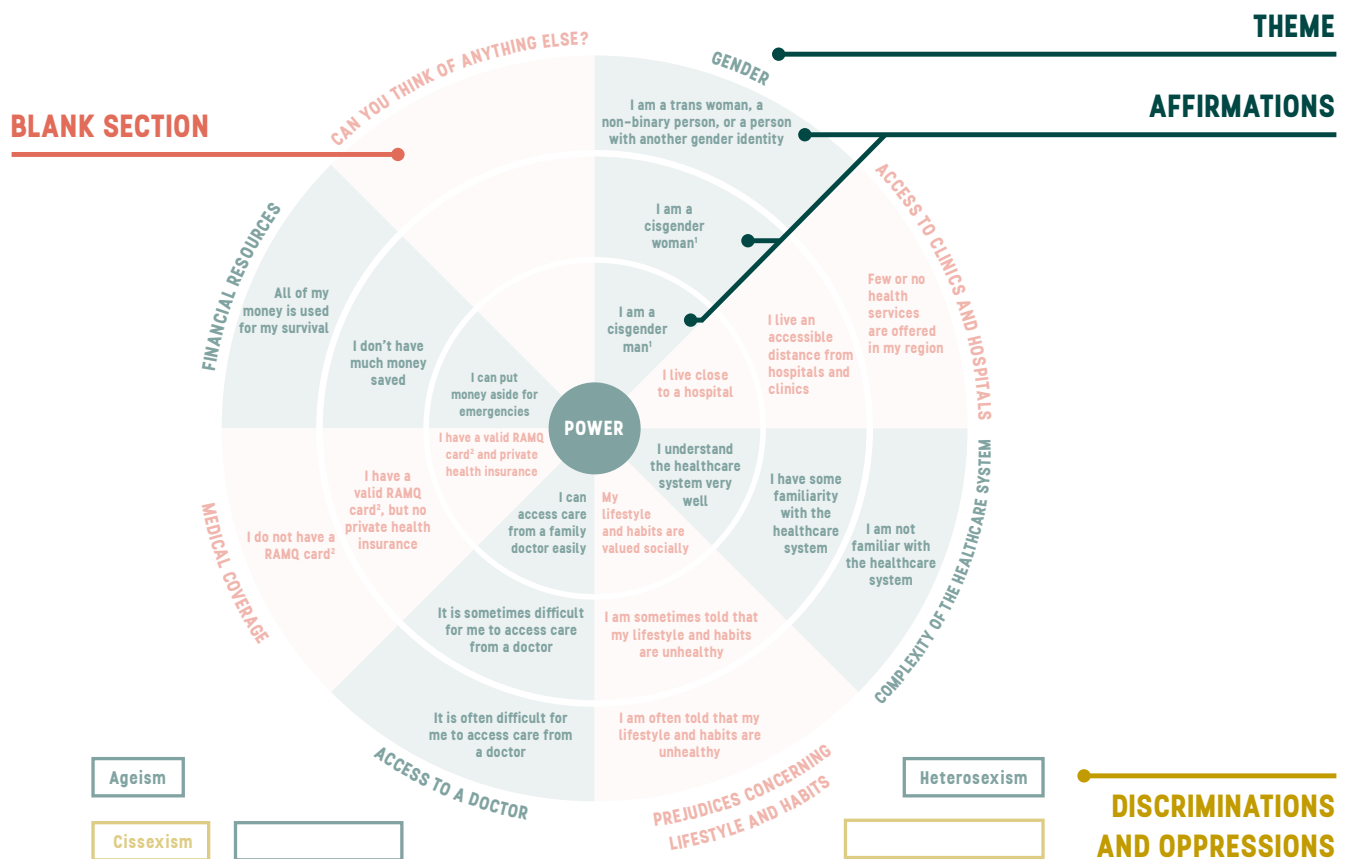 THEME
AFFIRMATIONS
BLANK SECTION
CAN YOU THINK OF ANYTHING ELSE?
GENDER
I am a trans woman, a
non-binary person, or a person
with another gender identity
I am a
cisgender
woman¹
I am a
cisgender
man¹
ACCESS TO CLINICS AND HOSPITALS
Few or no
health
services
are offered
in my region
I live an
accessible
distance from
hospitals and
clinics
I live close
to a hospital
COMPLEXITY OF THE HEALTHCARE SYSTEM
I understand
the healthcare
system very
well
I have some
familiarity
with the
healthcare
system
I am not
familiar with
the healthcare
system
PREJUDICES CONCERNING
LIFESTYLE AND HABITS
My
lifestyle
and habits are
valued socially
I am sometimes told that
my lifestyle and habits
are unhealthy
I am often told that my
lifestyle and habits are
unhealthy
ACCESS TO A DOCTOR
I can
access care
from a family
doctor easily
It is sometimes difficult
for me to access care
from a doctor
It is often difficult for
me to access care from
a doctor
MEDICAL COVERAGE
I have a valid RAMQ
card² and private
health insurance
I have a
valid RAMQ
card², but no
private health
insurance
I do not have a
RAMQ card²
FINANCIAL RESOURCES
All of my
money is used
for my survival
I don't have
much money
saved
I can put
money aside for
emergencies
POWER
Ageism
Cissexism
Heterosexism
DISCRIMINATIONS
AND OPPRESSIONS